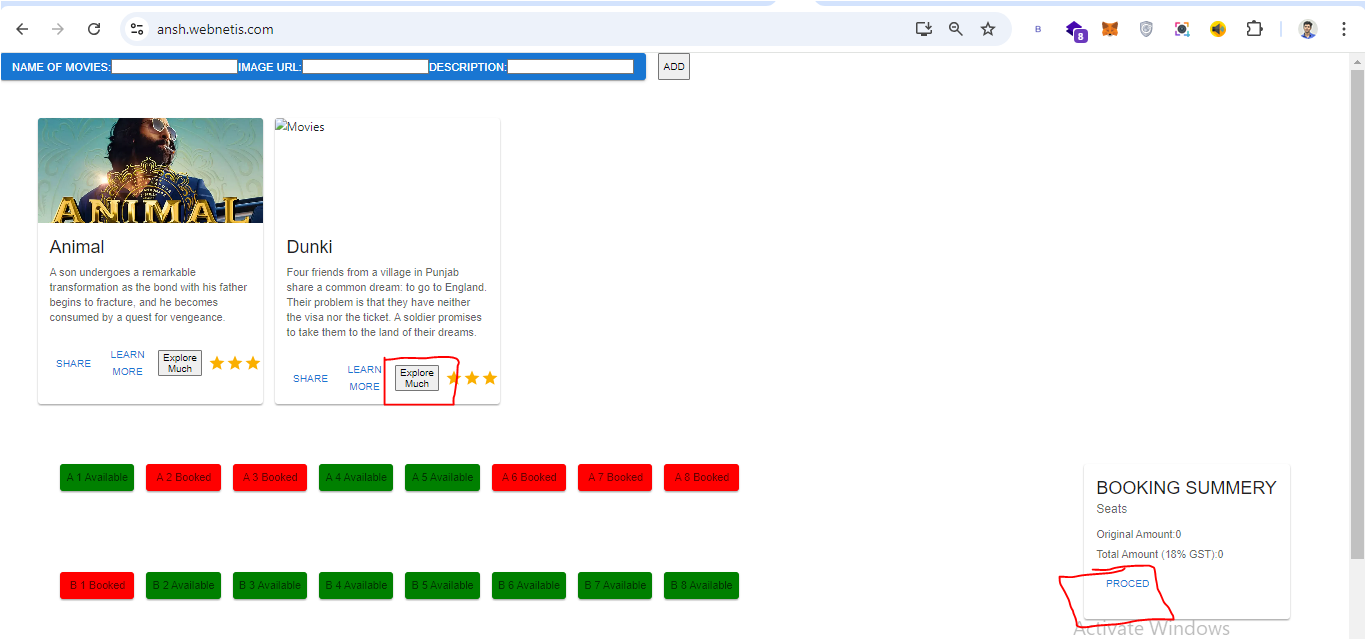 ansh.webnetis.com
B
8
NAME OF MOVIES: IMAGE URL: DESCRIPTION: ADD
ANIMAL
Animal
A son undergoes a remarkable
transformation as the bond with his father
begins to fracture, and he becomes
consumed by a quest for vengeance.
SHARE
LEARN
MORE
Explore
Much
Movies
Dunki
Four friends from a village in Punjab
share a common dream: to go to England.
Their problem is that they have neither
the visa nor the ticket. A soldier promises
to take them to the land of their dreams.
SHARE
LEARN
MORE
Explore
Much
A 1 Available A 2 Booked A 3 Booked A 4 Available A 5 Available A 6 Booked A 7 Booked A 8 Booked
B 1 Booked B 2 Available B 3 Available B 4 Available B 5 Available B 6 Available B 7 Available B 8 Available
BOOKING SUMMERY
Seats
Original Amount:0
Total Amount (18% GST):0
PROCED
Activate Windows